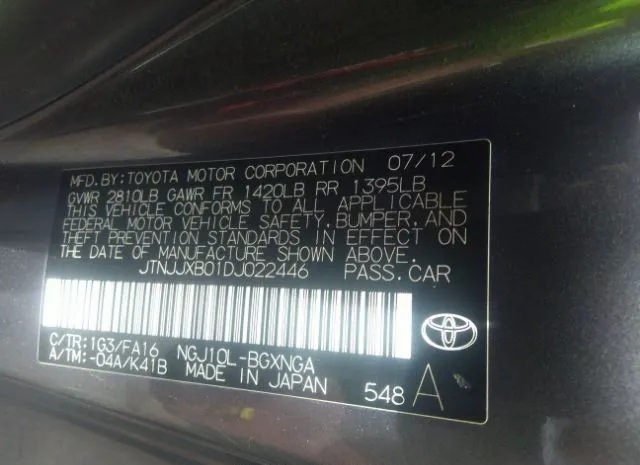 MFD.BY:TOYOTA MOTOR CORPORATION 07/12
GVWR 2810LB GAWR FR 1420LB RR 1395LB
THIS VEHICLE CONFORMS TO ALL APPLICABLE
FEDERAL MOTOR VEHICLE SAFETY, BUMPER, AND
THEFT PREVENTION STANDARDS IN EFFECT ON
THE DATE OF MANUFACTURE SHOWN ABOVE.
JTNJJXB01DJ022446 PASS.CAR
C/TR:1G3/FA16 NGJ10L-BGXNGA
A/TM:-04A/K41B MADE IN JAPAN 548 A